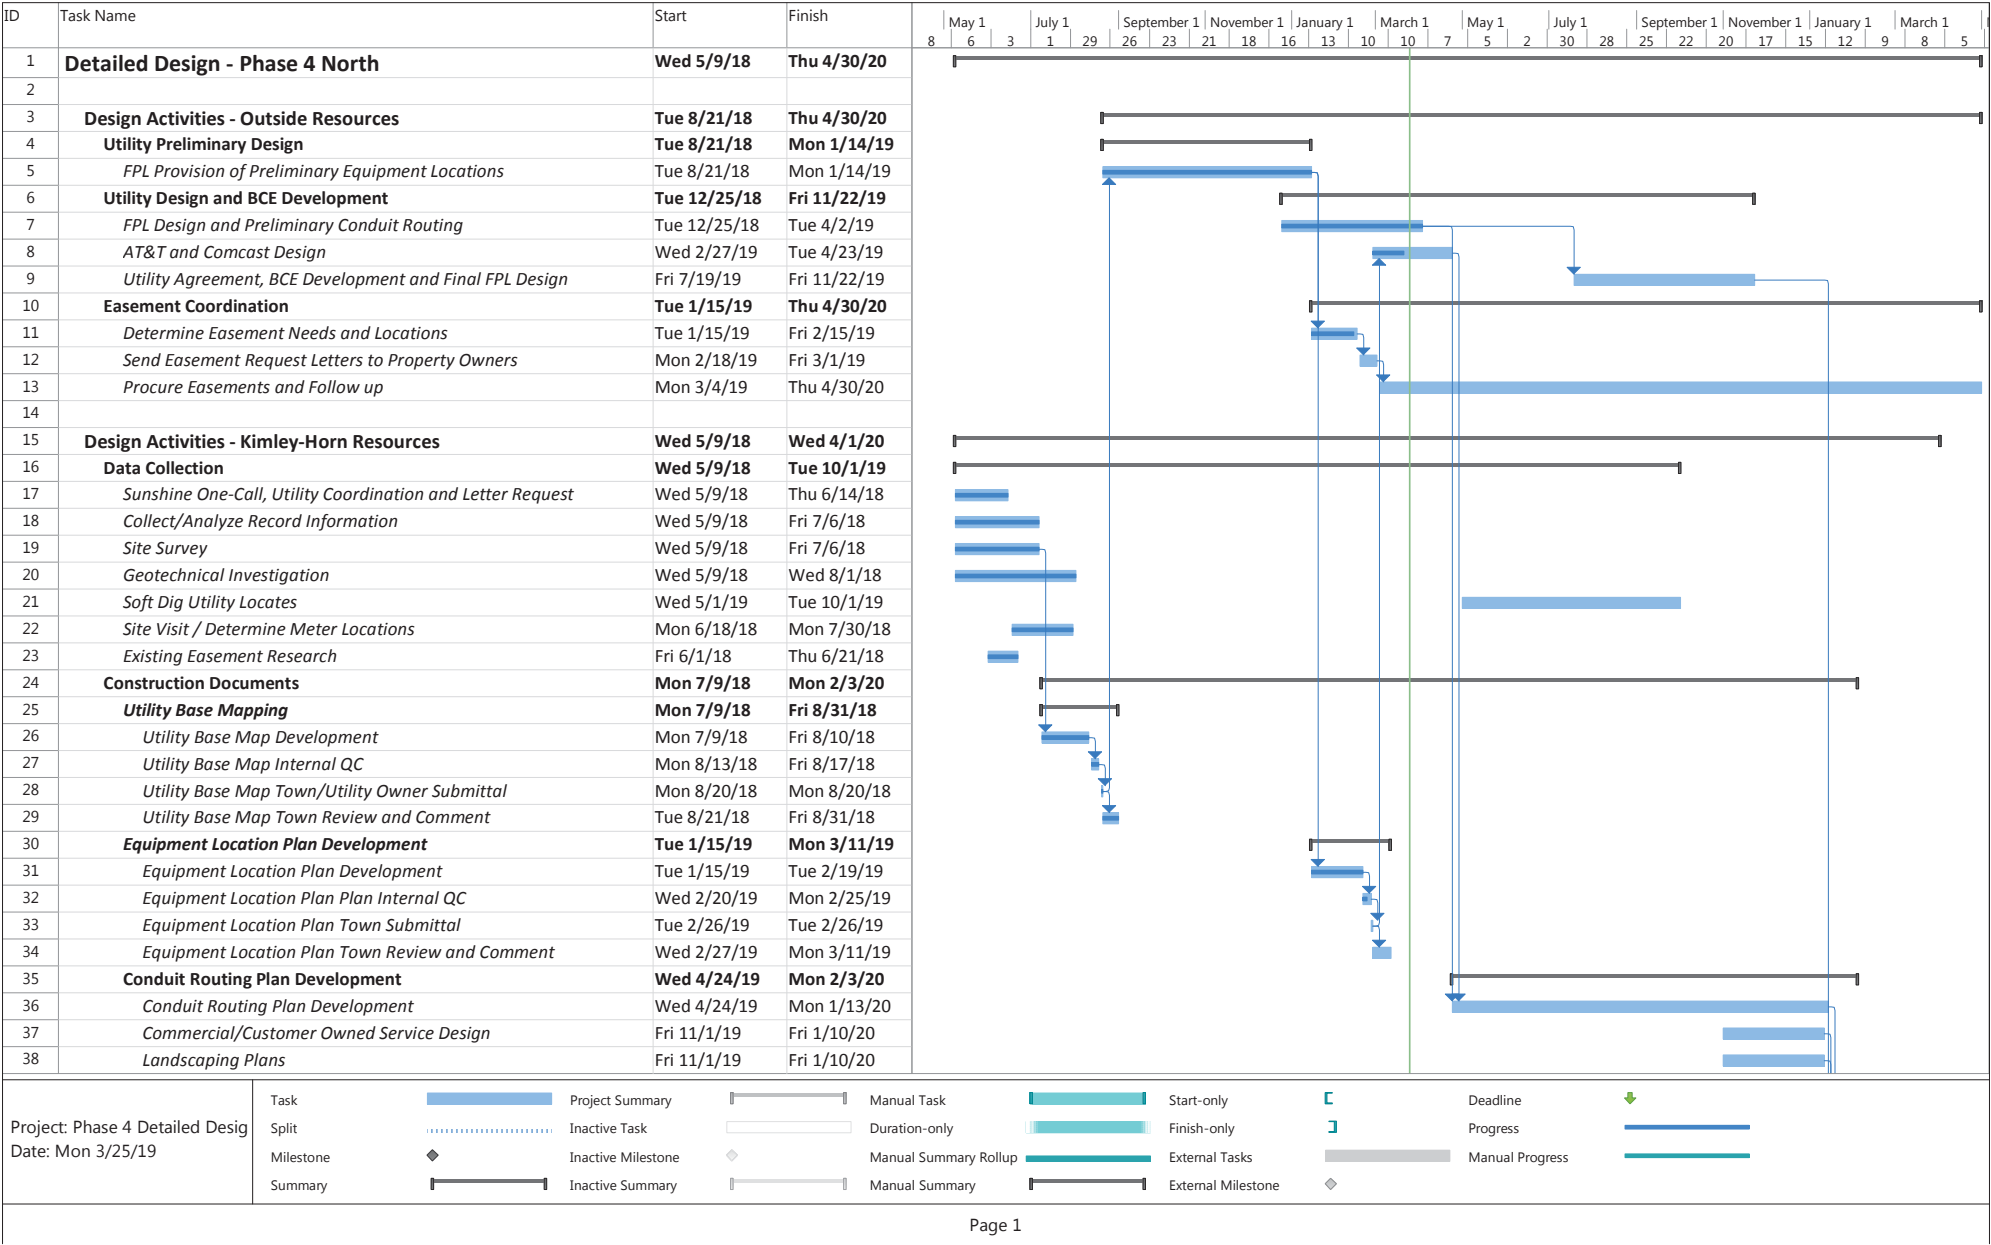 ID Task Name Start Finish May 1 July 1 September 1 November 1 January 1 March 1 May 1 July 1 September 1 November 1 January 1 March 1
8 6 3 1 29 26 23 21 18 16 13 10 10 7 5 2 30 28 25 22 20 17 15 12 9 8 5
1 Detailed Design - Phase 4 North Wed 5/9/18 Thu 4/30/20
2
3 Design Activities - Outside Resources Tue 8/21/18 Thu 4/30/20
4 Utility Preliminary Design Tue 8/21/18 Mon 1/14/19
5 FPL Provision of Preliminary Equipment Locations Tue 8/21/18 Mon 1/14/19
6 Utility Design and BCE Development Tue 12/25/18 Fri 11/22/19
7 FPL Design and Preliminary Conduit Routing Tue 12/25/18 Tue 4/2/19
8 AT&T and Comcast Design Wed 2/27/19 Tue 4/23/19
9 Utility Agreement, BCE Development and Final FPL Design Fri 7/19/19 Fri 11/22/19
10 Easement Coordination Tue 1/15/19 Thu 4/30/20
11 Determine Easement Needs and Locations Tue 1/15/19 Fri 2/15/19
12 Send Easement Request Letters to Property Owners Mon 2/18/19 Fri 3/1/19
13 Procure Easements and Follow up Mon 3/4/19 Thu 4/30/20
14
15 Design Activities - Kimley-Horn Resources Wed 5/9/18 Wed 4/1/20
16 Data Collection Wed 5/9/18 Tue 10/1/19
17 Sunshine One-Call, Utility Coordination and Letter Request Wed 5/9/18 Thu 6/14/18
18 Collect/Analyze Record Information Wed 5/9/18 Fri 7/6/18
19 Site Survey Wed 5/9/18 Fri 7/6/18
20 Geotechnical Investigation Wed 5/9/18 Wed 8/1/18
21 Soft Dig Utility Locates Wed 5/1/19 Tue 10/1/19
22 Site Visit / Determine Meter Locations Mon 6/18/18 Mon 7/30/18
23 Existing Easement Research Fri 6/1/18 Thu 6/21/18
24 Construction Documents Mon 7/9/18 Mon 2/3/20
25 Utility Base Mapping Mon 7/9/18 Fri 8/31/18
26 Utility Base Map Development Mon 7/9/18 Fri 8/10/18
27 Utility Base Map Internal QC Mon 8/13/18 Fri 8/17/18
28 Utility Base Map Town/Utility Owner Submittal Mon 8/20/18 Mon 8/20/18
29 Utility Base Map Town Review and Comment Tue 8/21/18 Fri 8/31/18
30 Equipment Location Plan Development Tue 1/15/19 Mon 3/11/19
31 Equipment Location Plan Development Tue 1/15/19 Tue 2/19/19
32 Equipment Location Plan Plan Internal QC Wed 2/20/19 Mon 2/25/19
33 Equipment Location Plan Town Submittal Tue 2/26/19 Tue 2/26/19
34 Equipment Location Plan Town Review and Comment Wed 2/27/19 Mon 3/11/19
35 Conduit Routing Plan Development Wed 4/24/19 Mon 2/3/20
36 Conduit Routing Plan Development Wed 4/24/19 Mon 1/13/20
37 Commercial/Customer Owned Service Design Fri 11/1/19 Fri 1/10/20
38 Landscaping Plans Fri 11/1/19 Fri 1/10/20
Project: Phase 4 Detailed Desig
Date: Mon 3/25/19
Task Project Summary Manual Task Start-only Deadline
Split Inactive Task Duration-only Finish-only Progress
Milestone Inactive Milestone Manual Summary Rollup External Tasks Manual Progress
Summary Inactive Summary Manual Summary External Milestone
Page 1